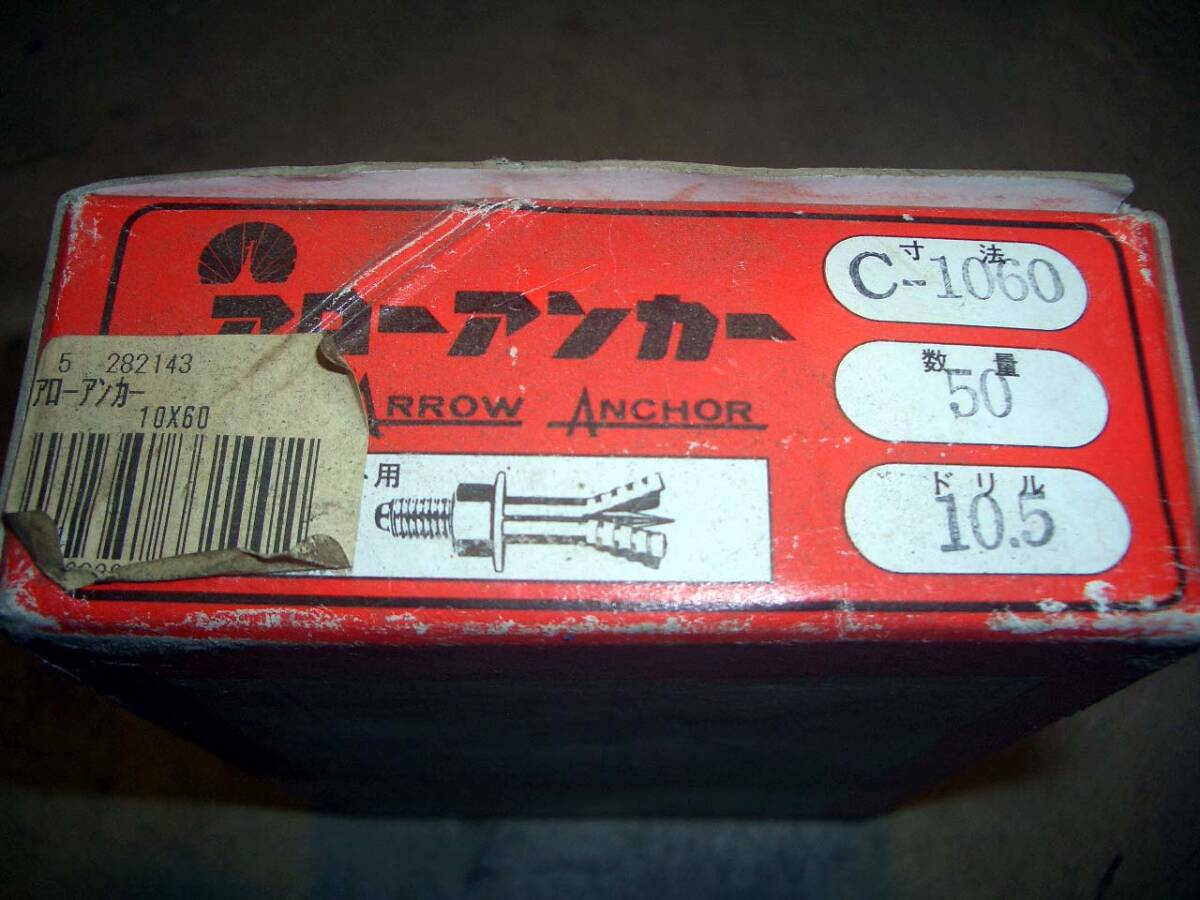 アローアンカー
ARROW ANCHOR
5 282143
アローアンカー
10X60
用
寸法
C-1060
数量
50
ドリル
10.5